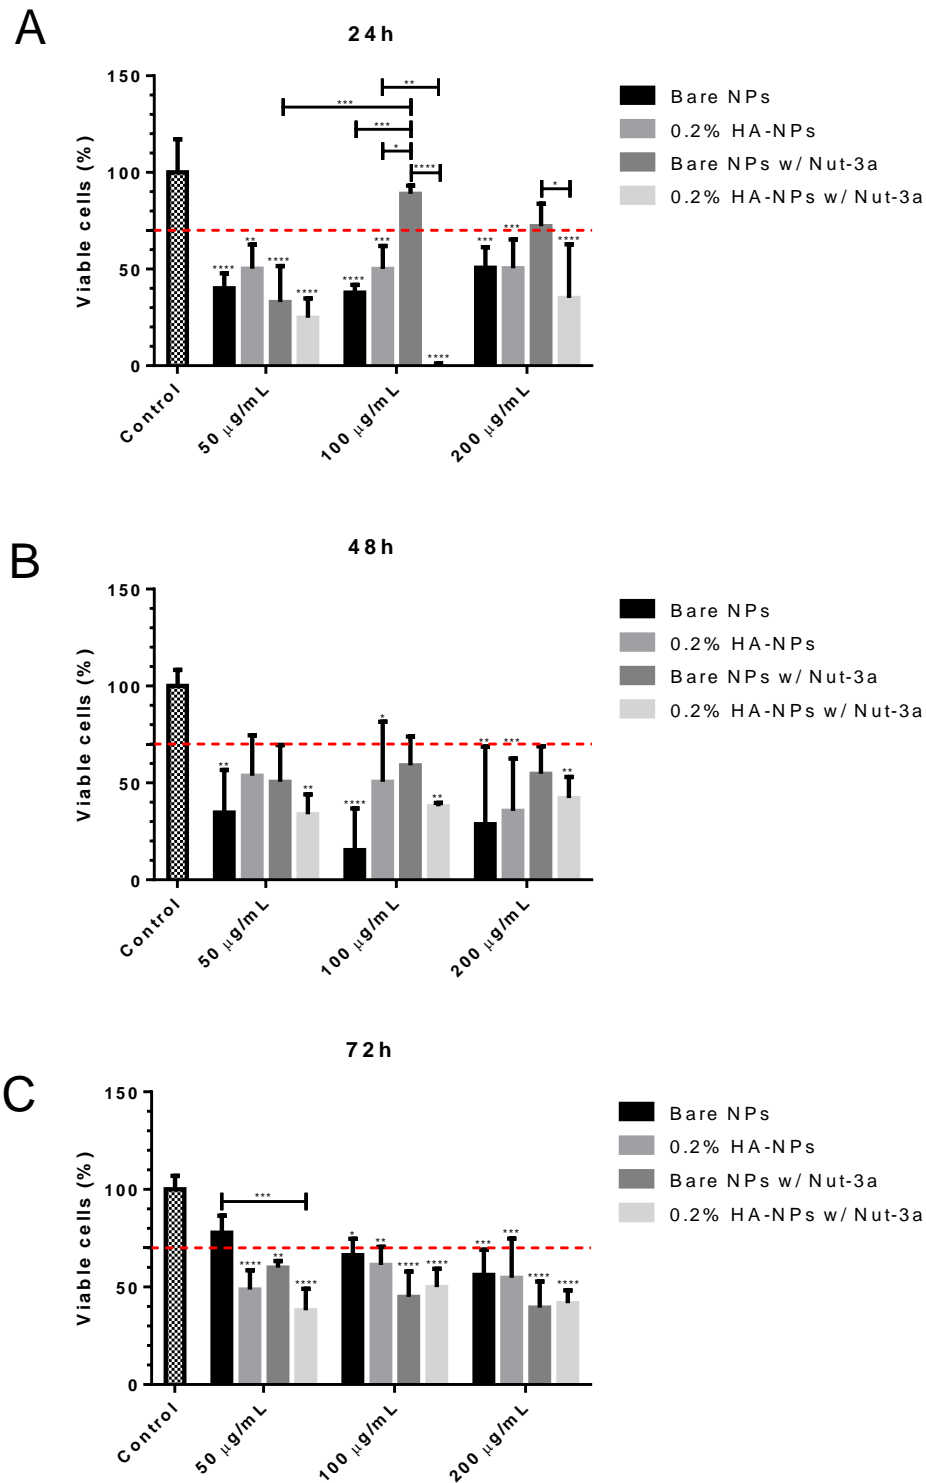 A
24h
150
100
50
0
Viable cells (%)
**
***
***
*
****
*
****
**
****
****
****
***
****
***
***
****
Control
50 μg/mL
100 μg/mL
200 μg/mL
Bare NPs
0.2% HA-NPs
Bare NPs w/ Nut-3a
0.2% HA-NPs w/ Nut-3a
B
48h
150
100
50
0
Viable cells (%)
**
**
****
*
**
**
***
**
Control
50 μg/mL
100 μg/mL
200 μg/mL
Bare NPs
0.2% HA-NPs
Bare NPs w/ Nut-3a
0.2% HA-NPs w/ Nut-3a
C
72h
150
100
50
0
Viable cells (%)
***
****
**
****
*
**
****
****
***
***
****
****
Control
50 μg/mL
100 μg/mL
200 μg/mL
Bare NPs
0.2% HA-NPs
Bare NPs w/ Nut-3a
0.2% HA-NPs w/ Nut-3a